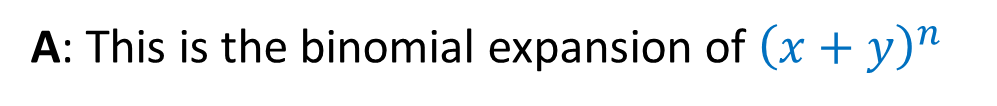 A: This is the binomial expansion of (x + y)ⁿ